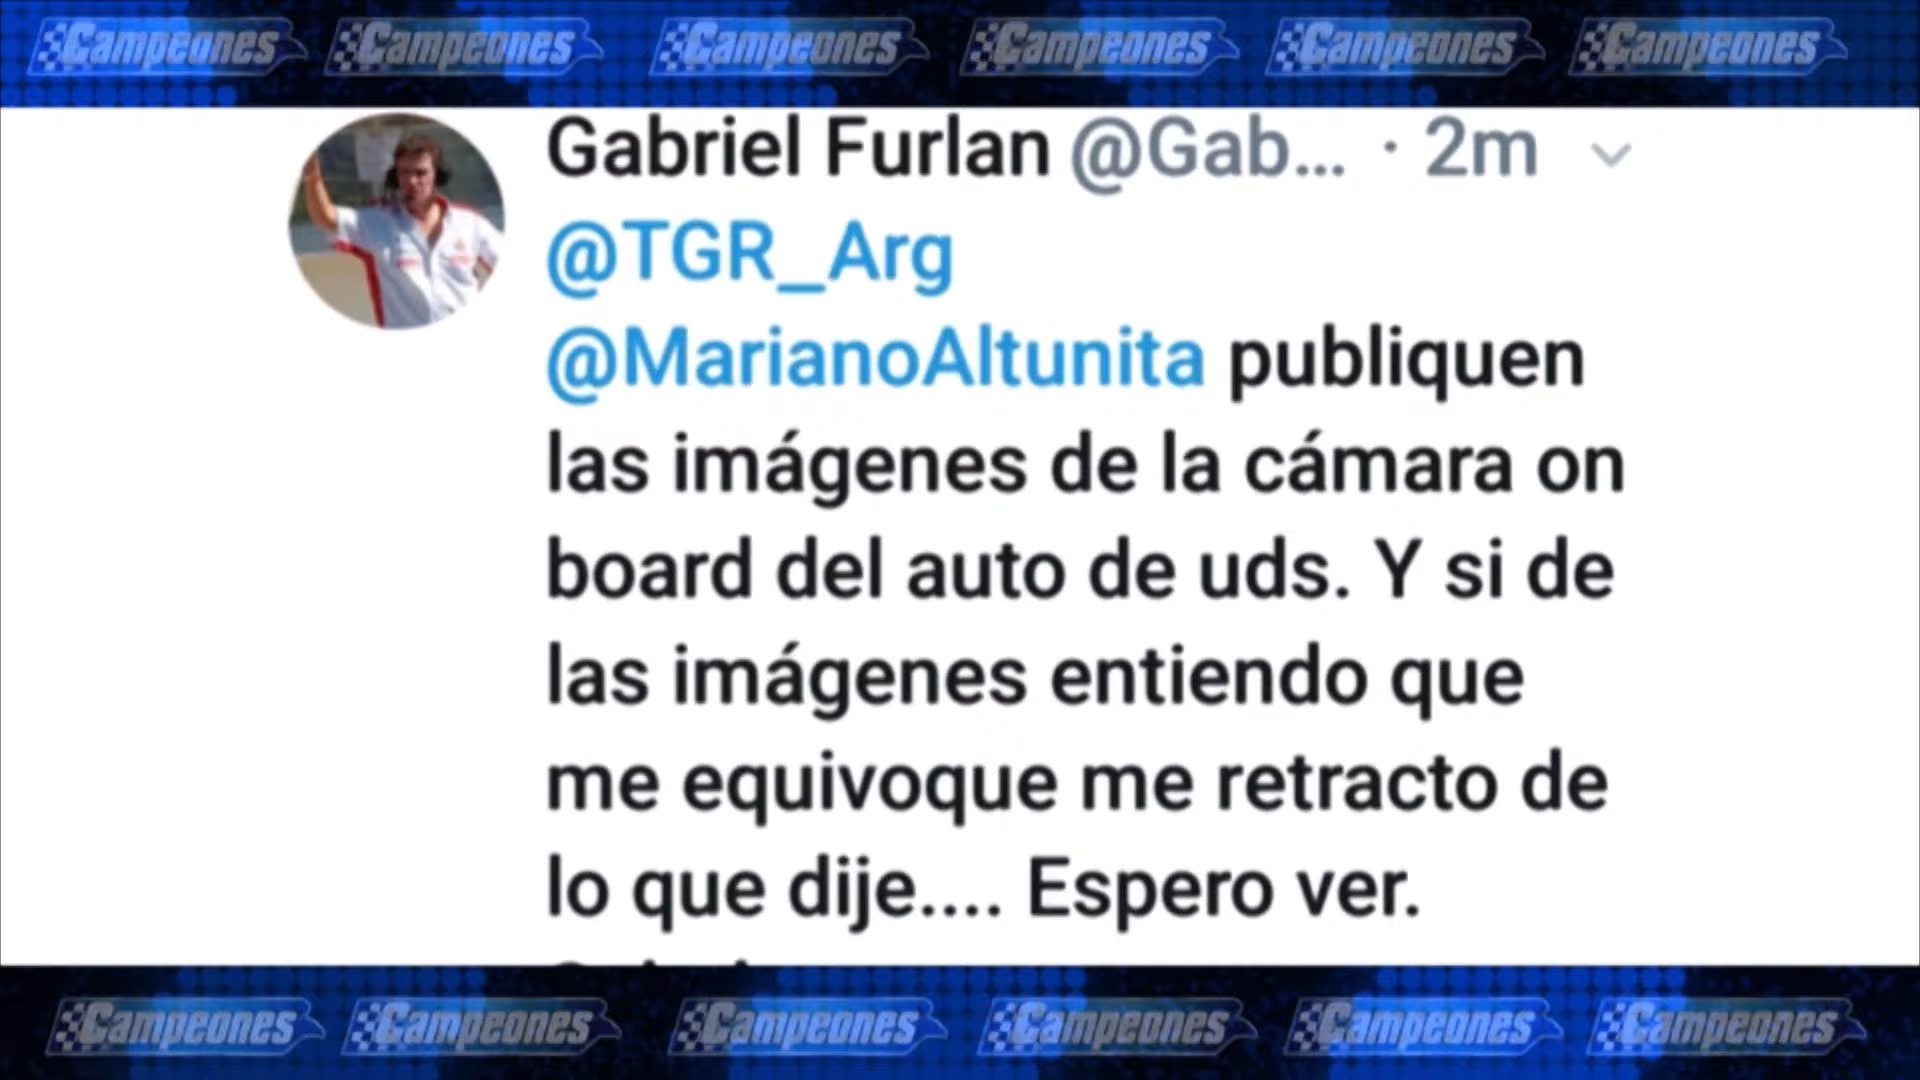 Campeones Campeones Campeones Campeones Campeones Campeones
Gabriel Furlan @Gab... · 2m
@TGR_Arg
@MarianoAltunita publiquen
las imágenes de la cámara on
board del auto de uds. Y si de
las imágenes entiendo que
me equivoque me retracto de
lo que dije.... Espero ver.
Campeones Campeones Campeones Campeones Campeones Campeones